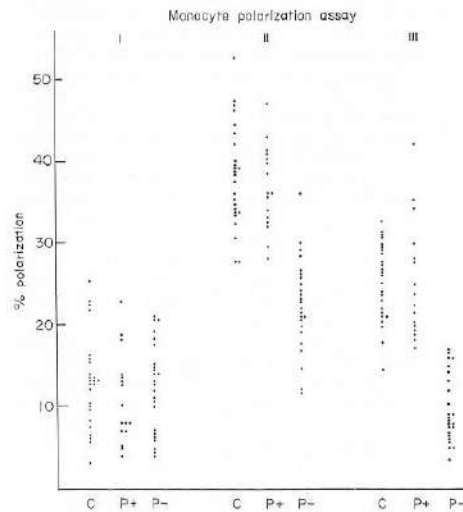 Monocyte polarization assay
I II III
50
40
30
20
10
% polarization
C P+ P- C P+ P- C P+ P-